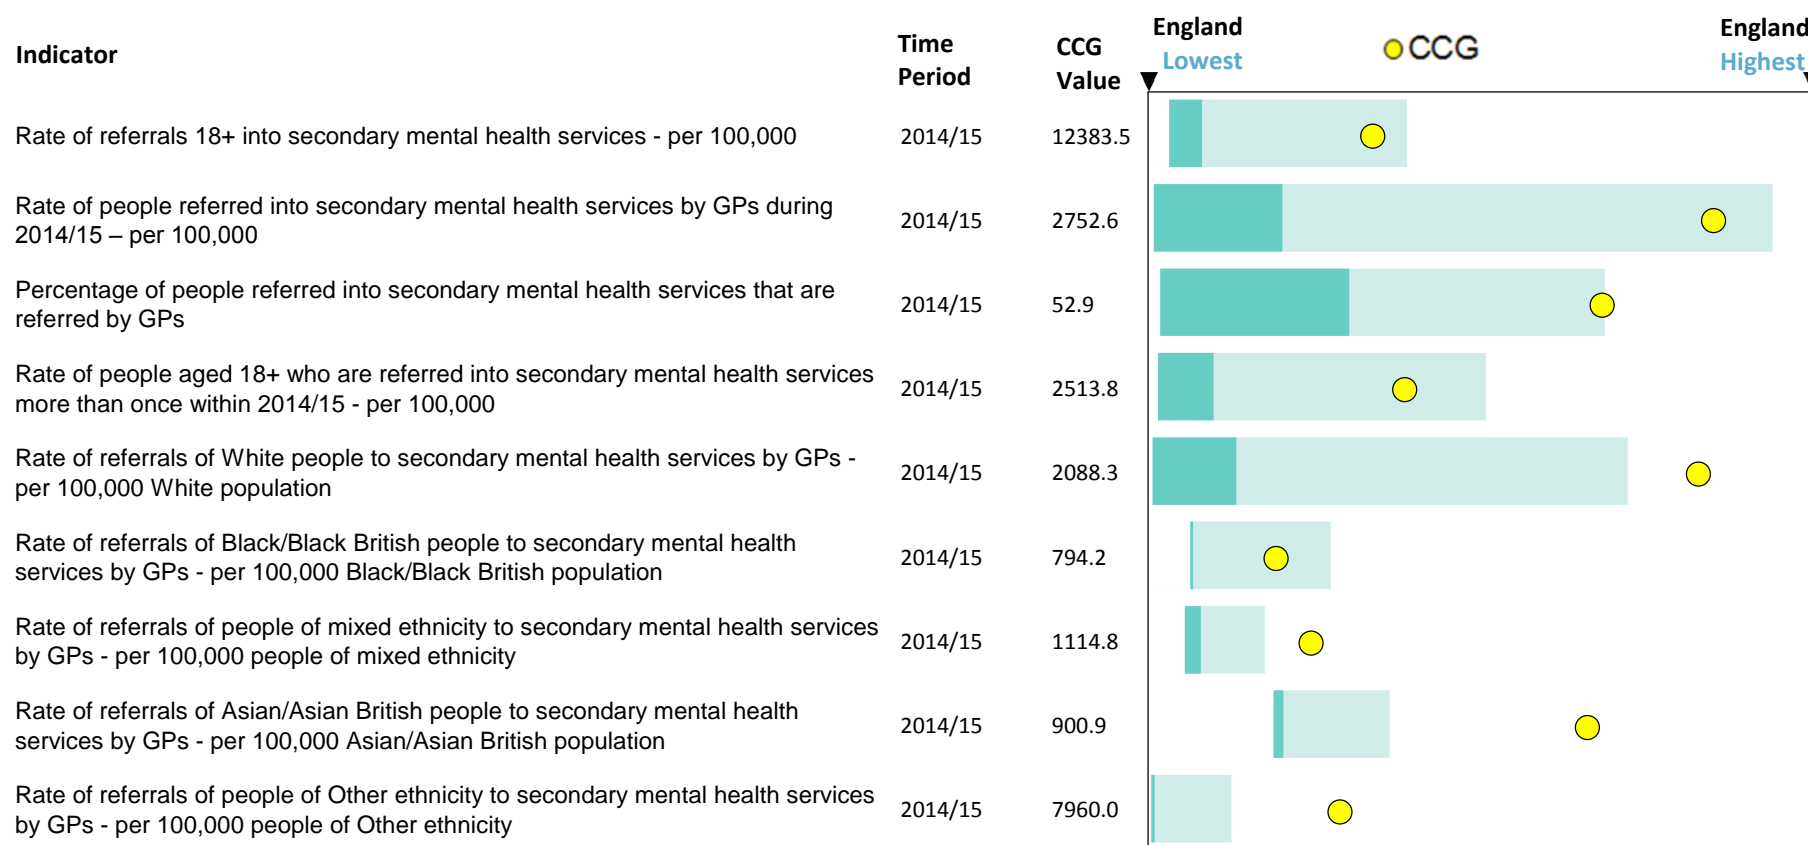 Indicator
Time
Period
CCG
Value
England
Lowest
CCG
England
Highest
Rate of referrals 18+ into secondary mental health services - per 100,000
2014/15
12383.5
Rate of people referred into secondary mental health services by GPs during
2014/15 – per 100,000
2014/15
2752.6
Percentage of people referred into secondary mental health services that are
referred by GPs
2014/15
52.9
Rate of people aged 18+ who are referred into secondary mental health services
more than once within 2014/15 - per 100,000
2014/15
2513.8
Rate of referrals of White people to secondary mental health services by GPs -
per 100,000 White population
2014/15
2088.3
Rate of referrals of Black/Black British people to secondary mental health
services by GPs - per 100,000 Black/Black British population
2014/15
794.2
Rate of referrals of people of mixed ethnicity to secondary mental health services
by GPs - per 100,000 people of mixed ethnicity
2014/15
1114.8
Rate of referrals of Asian/Asian British people to secondary mental health
services by GPs - per 100,000 Asian/Asian British population
2014/15
900.9
Rate of referrals of people of Other ethnicity to secondary mental health services
by GPs - per 100,000 people of Other ethnicity
2014/15
7960.0